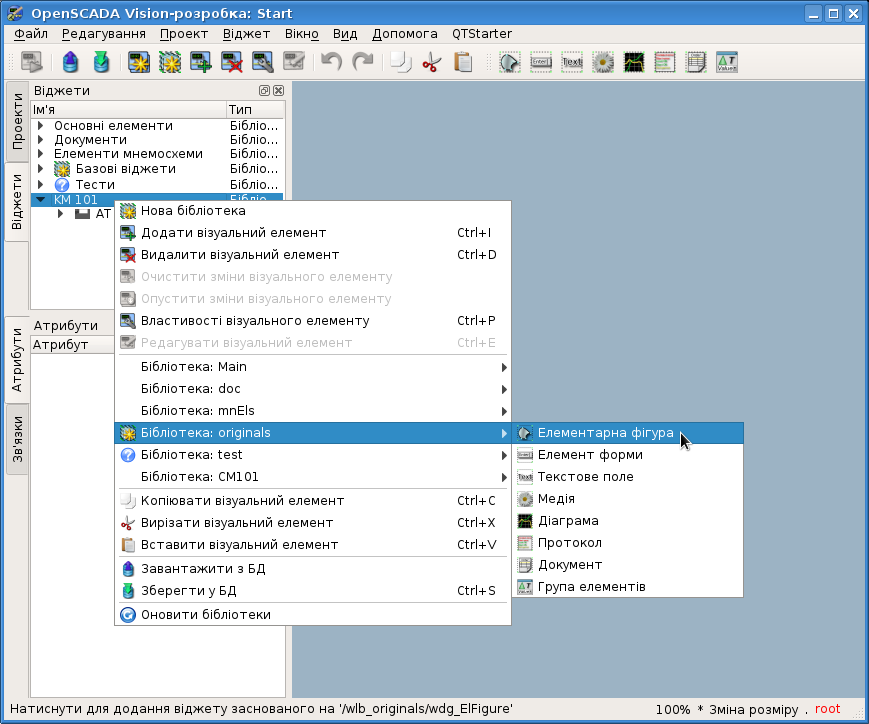 OpenSCADA Vision-розробка: Start
Файл Редагування Проект Віджет Вікно Вид Допомога QTStarter
Проекти
Віджети
Атрибути
Зв'язки
Віджети
Ім'я Тип
Основні елементи Бібліо...
Документи Бібліо...
Елементи мнемосхеми Бібліо...
Базові віджети Бібліо...
Тести Бібліо...
КМ 101 Бібліо...
АТ
Атрибути
Атрибут
Нова бібліотека
Додати візуальний елемент Ctrl+I
Видалити візуальний елемент Ctrl+D
Очистити зміни візуального елементу
Опустити зміни візуального елементу
Властивості візуального елементу Ctrl+P
Редагувати візуальний елемент Ctrl+E
Бібліотека: Main
Бібліотека: doc
Бібліотека: mnEls
Бібліотека: originals
Бібліотека: test
Бібліотека: CM101
Копіювати візуальний елемент Ctrl+C
Вирізати візуальний елемент Ctrl+X
Вставити візуальний елемент Ctrl+V
Завантажити з БД
Зберегти у БД Ctrl+S
Оновити бібліотеки
Елементарна фігура
Елемент форми
Текстове поле
Медія
Діаграма
Протокол
Документ
Група елементів
Натиснути для додання віджету заснованого на '/wlb_originals/wdg_ElFigure'
100% * Зміна розміру . root